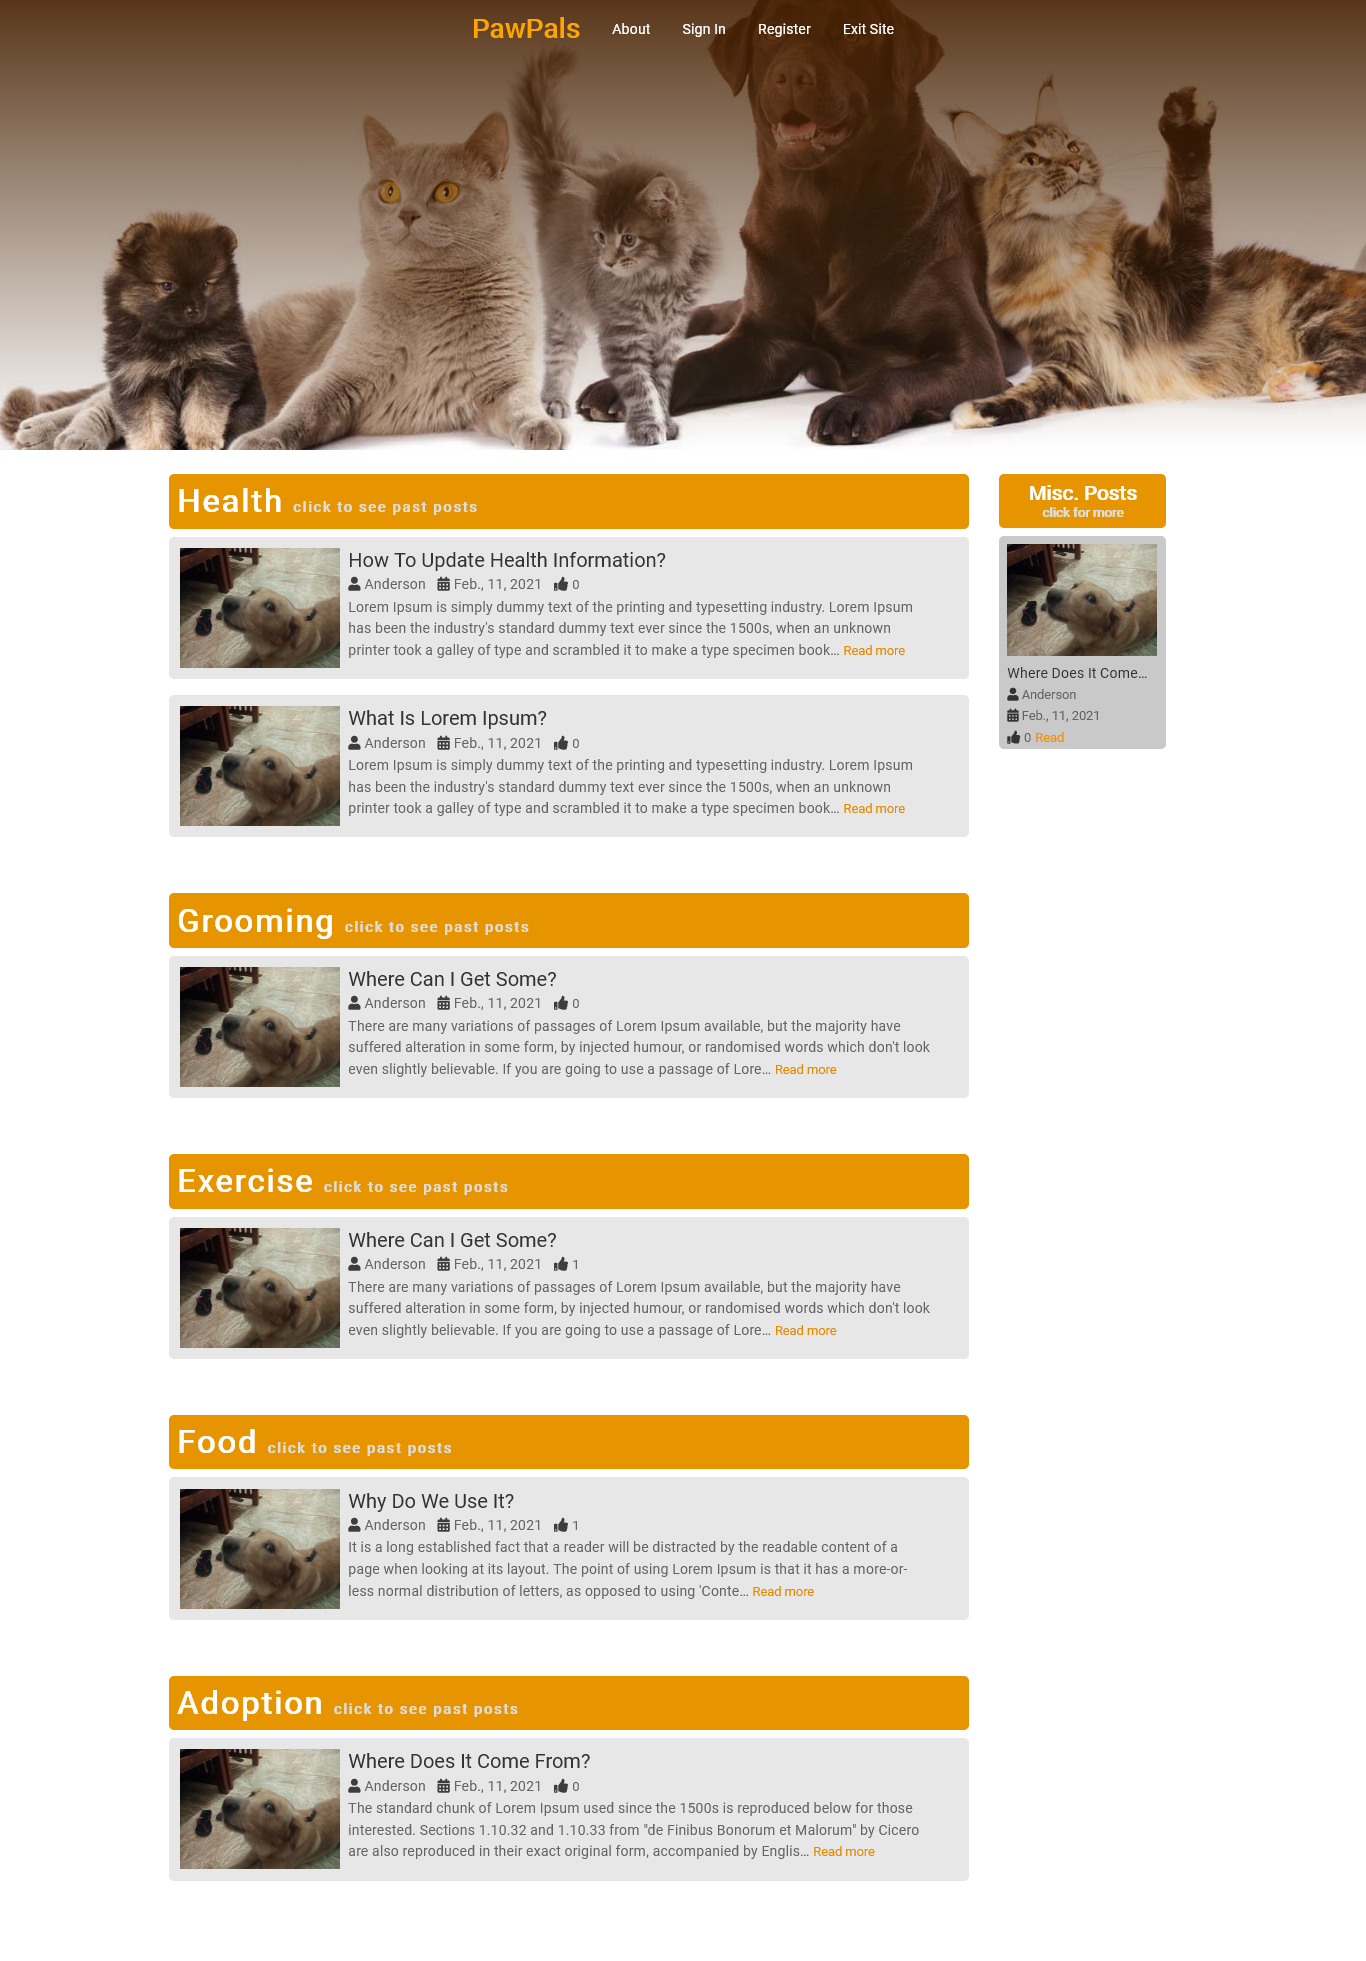 PawPals About Sign In Register Exit Site
Health click to see past posts
How To Update Health Information?
Anderson Feb., 11, 2021 0
Lorem Ipsum is simply dummy text of the printing and typesetting industry. Lorem Ipsum
has been the industry's standard dummy text ever since the 1500s, when an unknown
printer took a galley of type and scrambled it to make a type specimen book... Read more
What Is Lorem Ipsum?
Anderson Feb., 11, 2021 0
Lorem Ipsum is simply dummy text of the printing and typesetting industry. Lorem Ipsum
has been the industry's standard dummy text ever since the 1500s, when an unknown
printer took a galley of type and scrambled it to make a type specimen book... Read more
Grooming click to see past posts
Where Can I Get Some?
Anderson Feb., 11, 2021 0
There are many variations of passages of Lorem Ipsum available, but the majority have
suffered alteration in some form, by injected humour, or randomised words which don't look
even slightly believable. If you are going to use a passage of Lore... Read more
Exercise click to see past posts
Where Can I Get Some?
Anderson Feb., 11, 2021 1
There are many variations of passages of Lorem Ipsum available, but the majority have
suffered alteration in some form, by injected humour, or randomised words which don't look
even slightly believable. If you are going to use a passage of Lore... Read more
Food click to see past posts
Why Do We Use It?
Anderson Feb., 11, 2021 1
It is a long established fact that a reader will be distracted by the readable content of a
page when looking at its layout. The point of using Lorem Ipsum is that it has a more-or-
less normal distribution of letters, as opposed to using 'Conte... Read more
Adoption click to see past posts
Where Does It Come From?
Anderson Feb., 11, 2021 0
The standard chunk of Lorem Ipsum used since the 1500s is reproduced below for those
interested. Sections 1.10.32 and 1.10.33 from "de Finibus Bonorum et Malorum" by Cicero
are also reproduced in their exact original form, accompanied by Englis... Read more
Misc. Posts
click for more
Where Does It Come...
Anderson
Feb., 11, 2021
0 Read